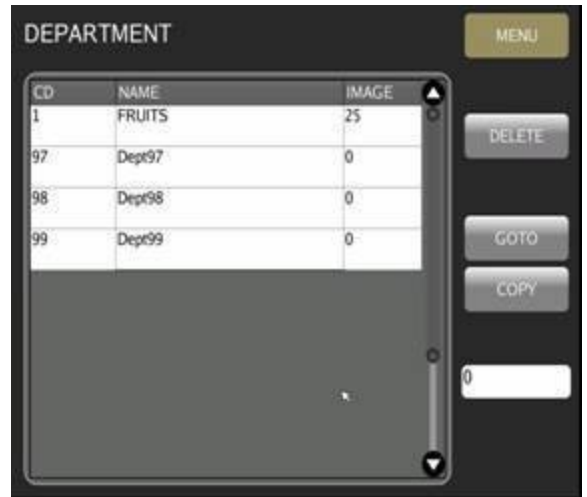 DEPARTMENT MENU
CD NAME IMAGE
1 FRUITS 25
DELETE
97 Dept97 0
98 Dept98 0
99 Dept99 0
GOTO
COPY
0